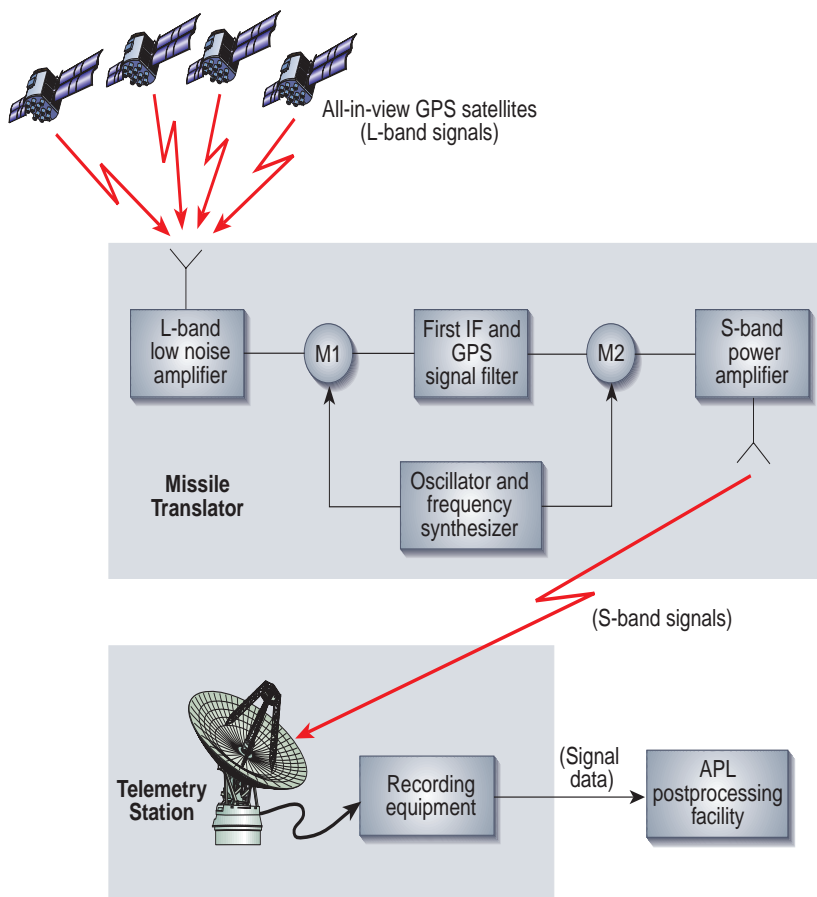 All-in-view GPS satellites
(L-band signals)
L-band
low noise
amplifier
M1
First IF and
GPS
signal filter
M2
S-band
power
amplifier
Missile
Translator
Oscillator and
frequency
synthesizer
(S-band signals)
Telemetry
Station
Recording
equipment
(Signal
data)
APL
postprocessing
facility